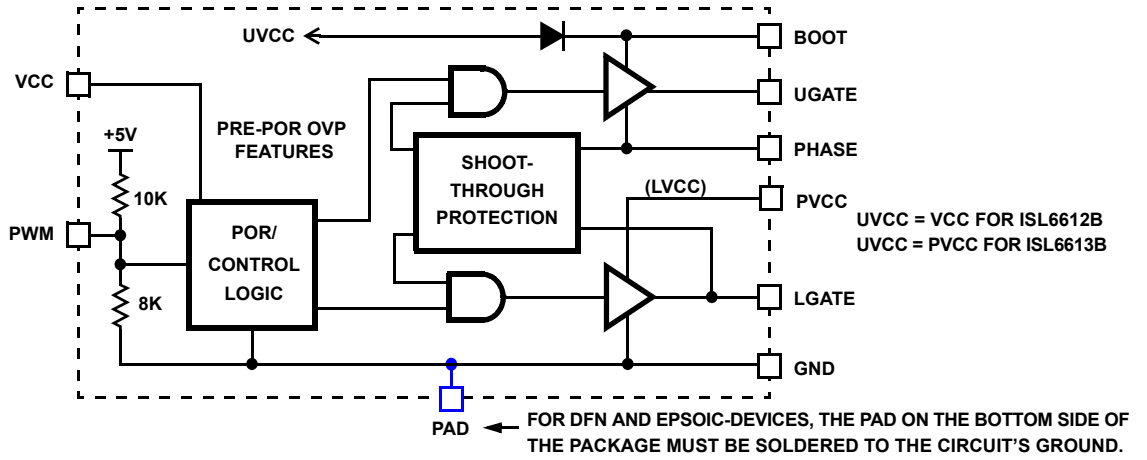 UVCC
BOOT
VCC
UGATE
+5V
PRE-POR OVP
FEATURES
PHASE
SHOOT-
THROUGH
PROTECTION
10K
(LVCC)
PVCC
UVCC = VCC FOR ISL6612B
UVCC = PVCC FOR ISL6613B
PWM
POR/
CONTROL
LOGIC
8K
LGATE
GND
PAD
FOR DFN AND EPSOIC-DEVICES, THE PAD ON THE BOTTOM SIDE OF
THE PACKAGE MUST BE SOLDERED TO THE CIRCUIT'S GROUND.